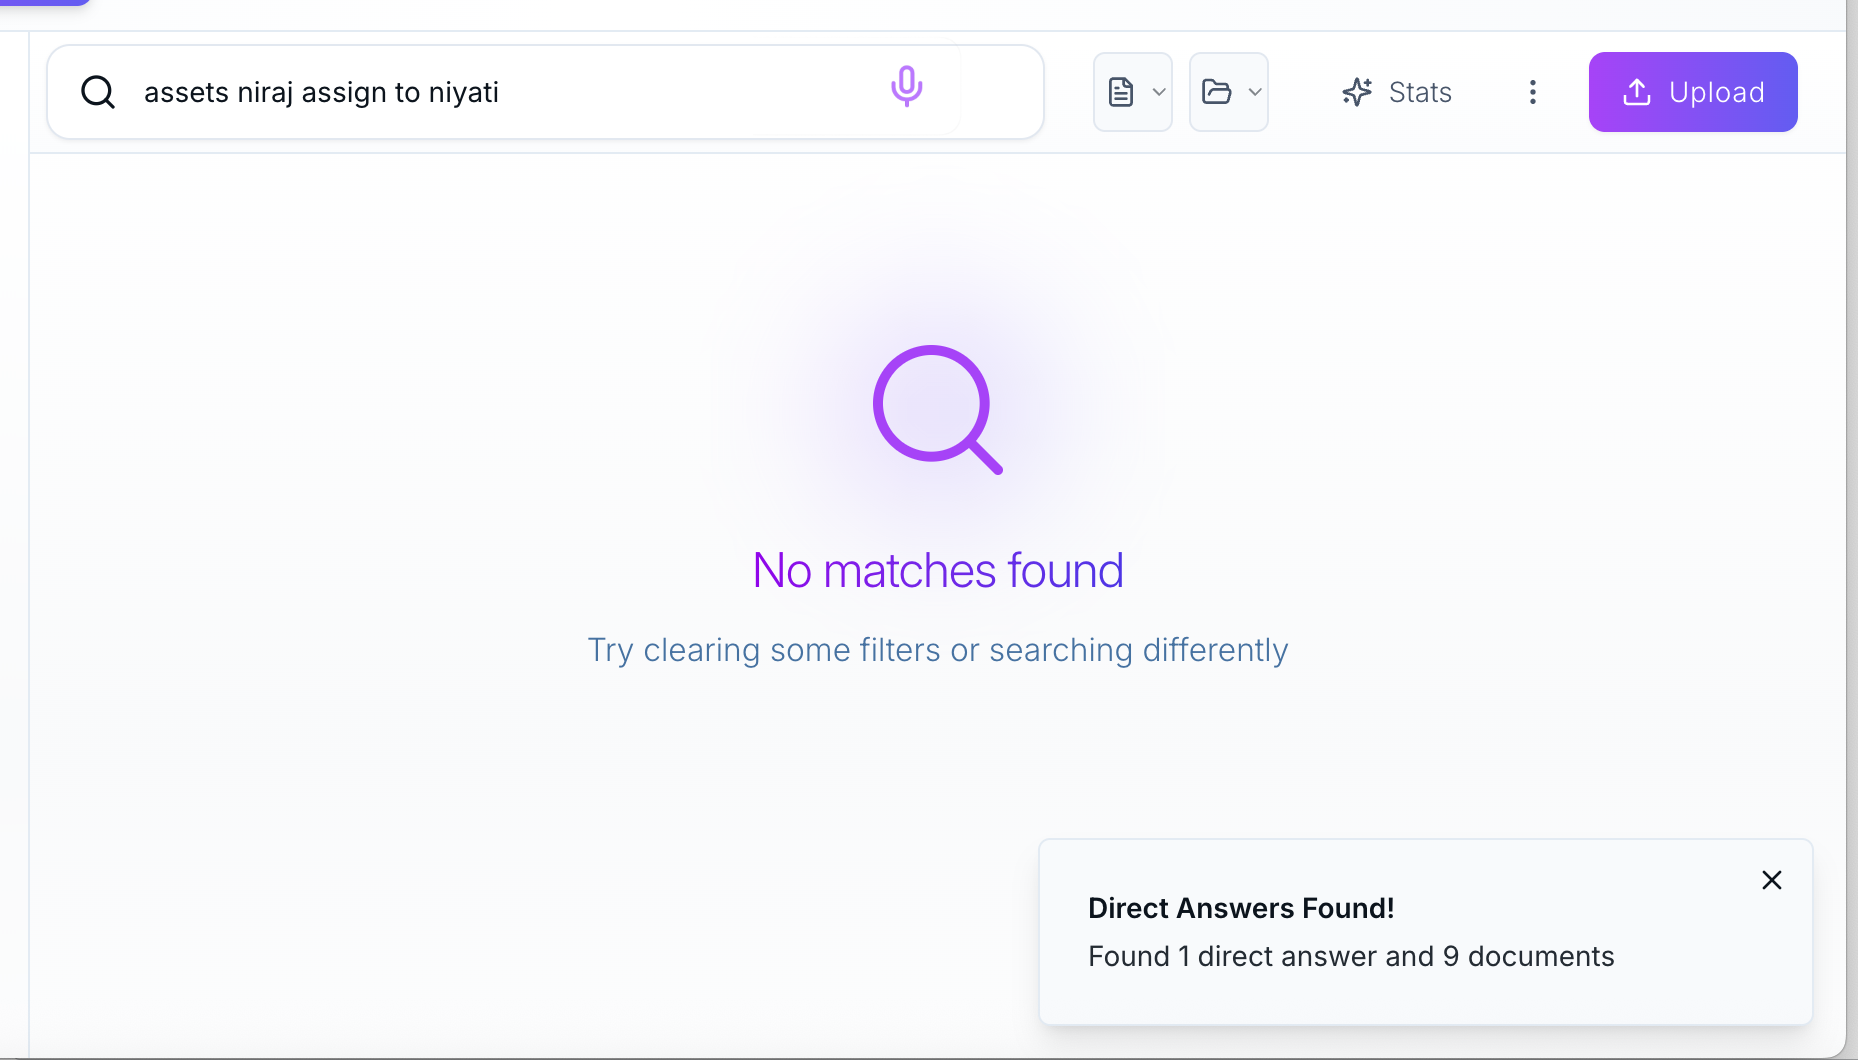 assets niraj assign to niyati
Stats
Upload
No matches found
Try clearing some filters or searching differently
Direct Answers Found!
Found 1 direct answer and 9 documents